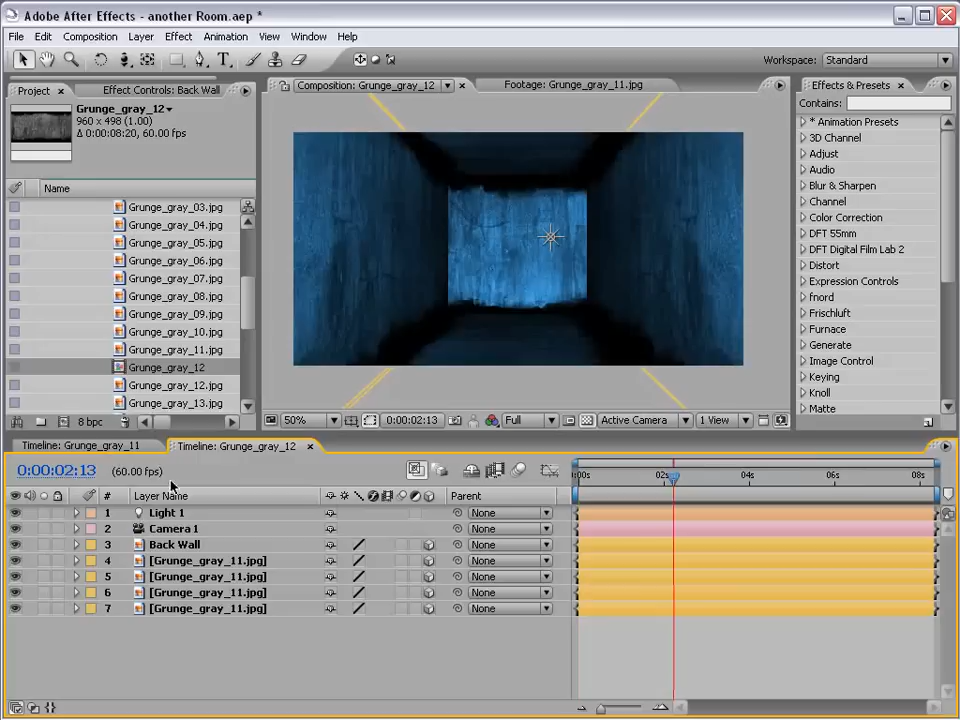 Adobe After Effects - another Room.aep *
File Edit Composition Layer Effect Animation View Window Help
Workspace: Standard
Project Effect Controls: Back Wall
Composition: Grunge_gray_12
Footage: Grunge_gray_11.jpg
Effects & Presets
Grunge_gray_12
960 x 498 (1.00)
Δ 0:00:08:20, 60.00 fps
Contains:
* Animation Presets
3D Channel
Adjust
Audio
Blur & Sharpen
Channel
Color Correction
DFT 55mm
DFT Digital Film Lab 2
Distort
Expression Controls
fnord
Frischluft
Furnace
Generate
Image Control
Keying
Knoll
Matte
Name
Grunge_gray_03.jpg
Grunge_gray_04.jpg
Grunge_gray_05.jpg
Grunge_gray_06.jpg
Grunge_gray_07.jpg
Grunge_gray_08.jpg
Grunge_gray_09.jpg
Grunge_gray_10.jpg
Grunge_gray_11.jpg
Grunge_gray_12
Grunge_gray_12.jpg
Grunge_gray_13.jpg
8 bpc
50% 0:00:02:13 Full Active Camera 1 View
Timeline: Grunge_gray_11 Timeline: Grunge_gray_12
0:00:02:13 (60.00 fps)
:00s 02s 04s 06s 08s
# Layer Name Parent
1 Light 1 None
2 Camera 1 None
3 Back Wall None
4 [Grunge_gray_11.jpg] None
5 [Grunge_gray_11.jpg] None
6 [Grunge_gray_11.jpg] None
7 [Grunge_gray_11.jpg] None